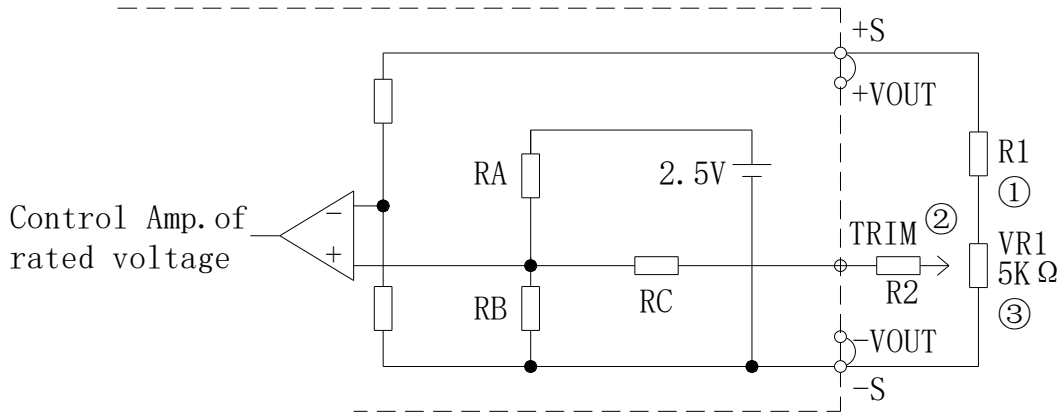 +S
+VOUT
RA
2.5V
R1
①
Control Amp.of
rated voltage
−
+
TRIM
②
VR1
5KΩ
③
RB
RC
R2
-VOUT
-S